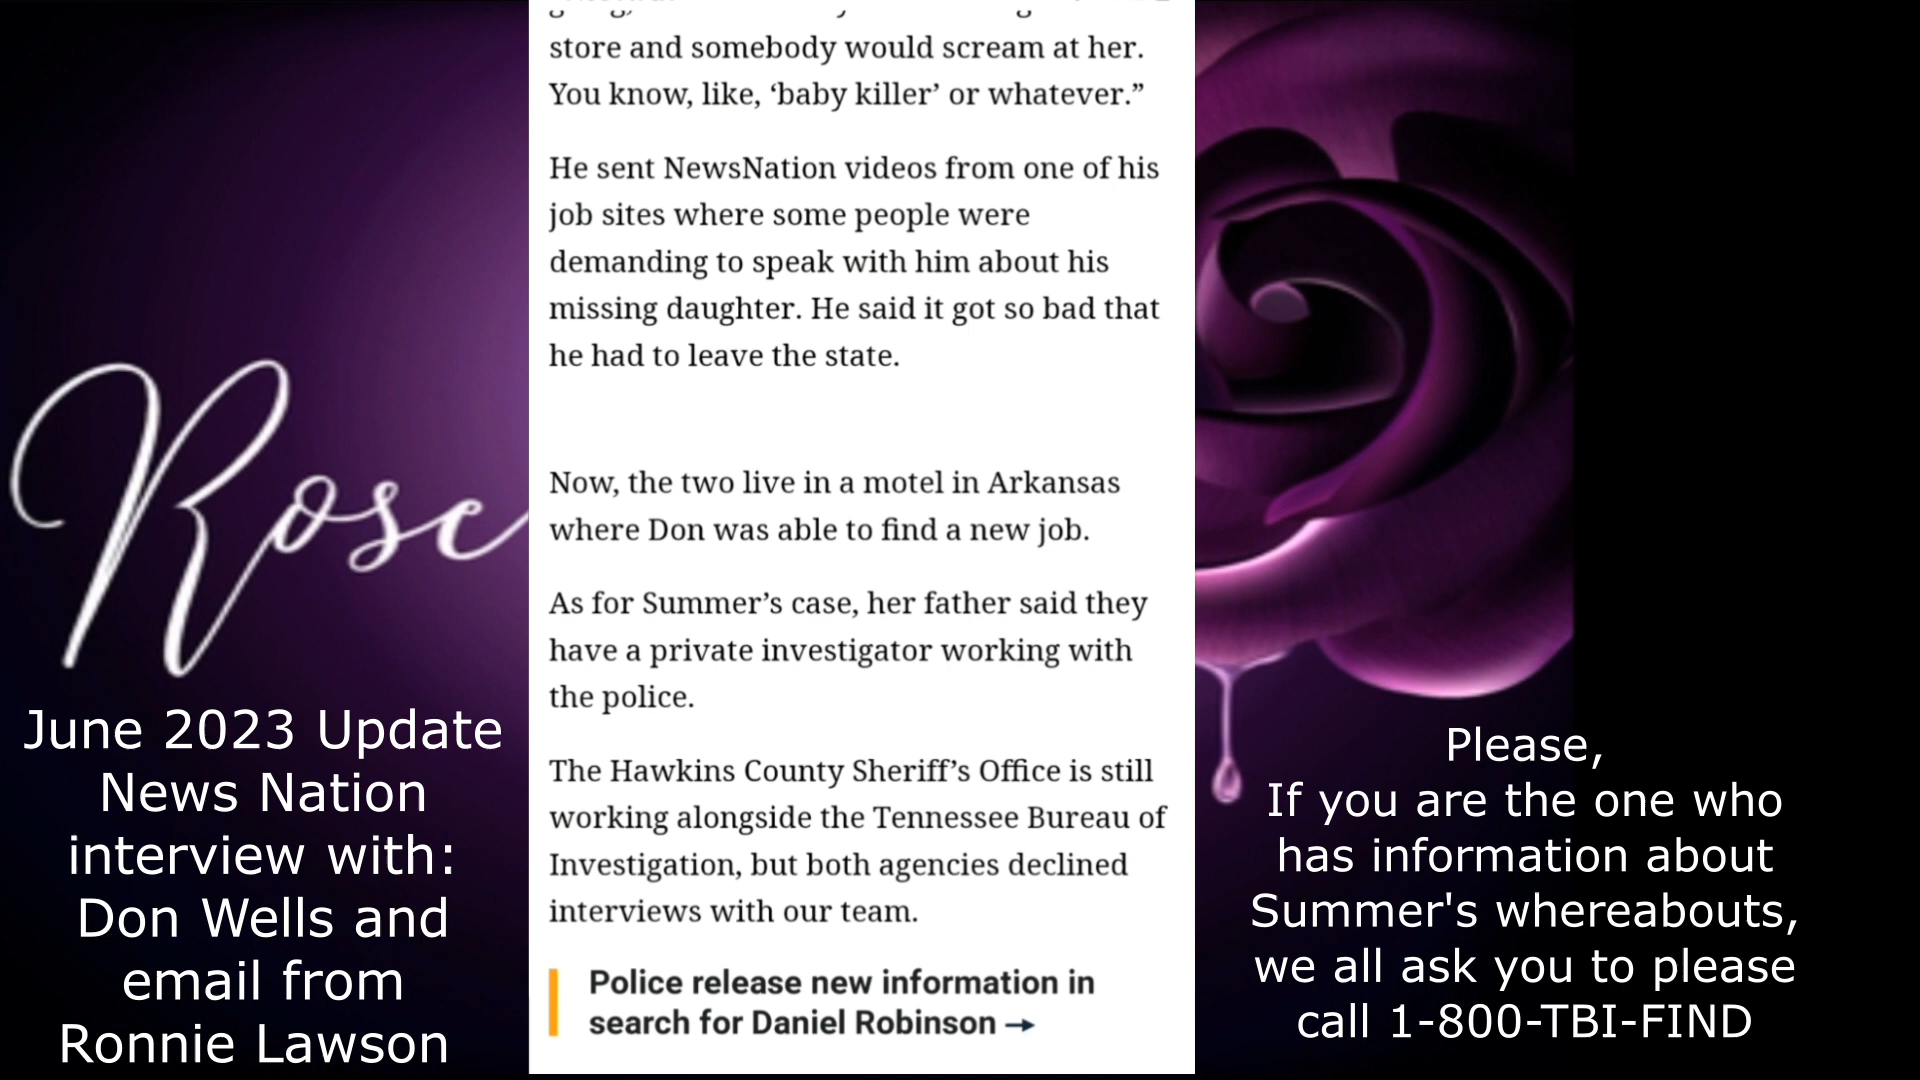 Rose
June 2023 Update
News Nation
interview with:
Don Wells and
email from
Ronnie Lawson
store and somebody would scream at her.
You know, like, ‘baby killer’ or whatever.”
He sent NewsNation videos from one of his
job sites where some people were
demanding to speak with him about his
missing daughter. He said it got so bad that
he had to leave the state.
Now, the two live in a motel in Arkansas
where Don was able to find a new job.
As for Summer’s case, her father said they
have a private investigator working with
the police.
The Hawkins County Sheriff’s Office is still
working alongside the Tennessee Bureau of
Investigation, but both agencies declined
interviews with our team.
Police release new information in
search for Daniel Robinson →
Please,
If you are the one who
has information about
Summer's whereabouts,
we all ask you to please
call 1-800-TBI-FIND